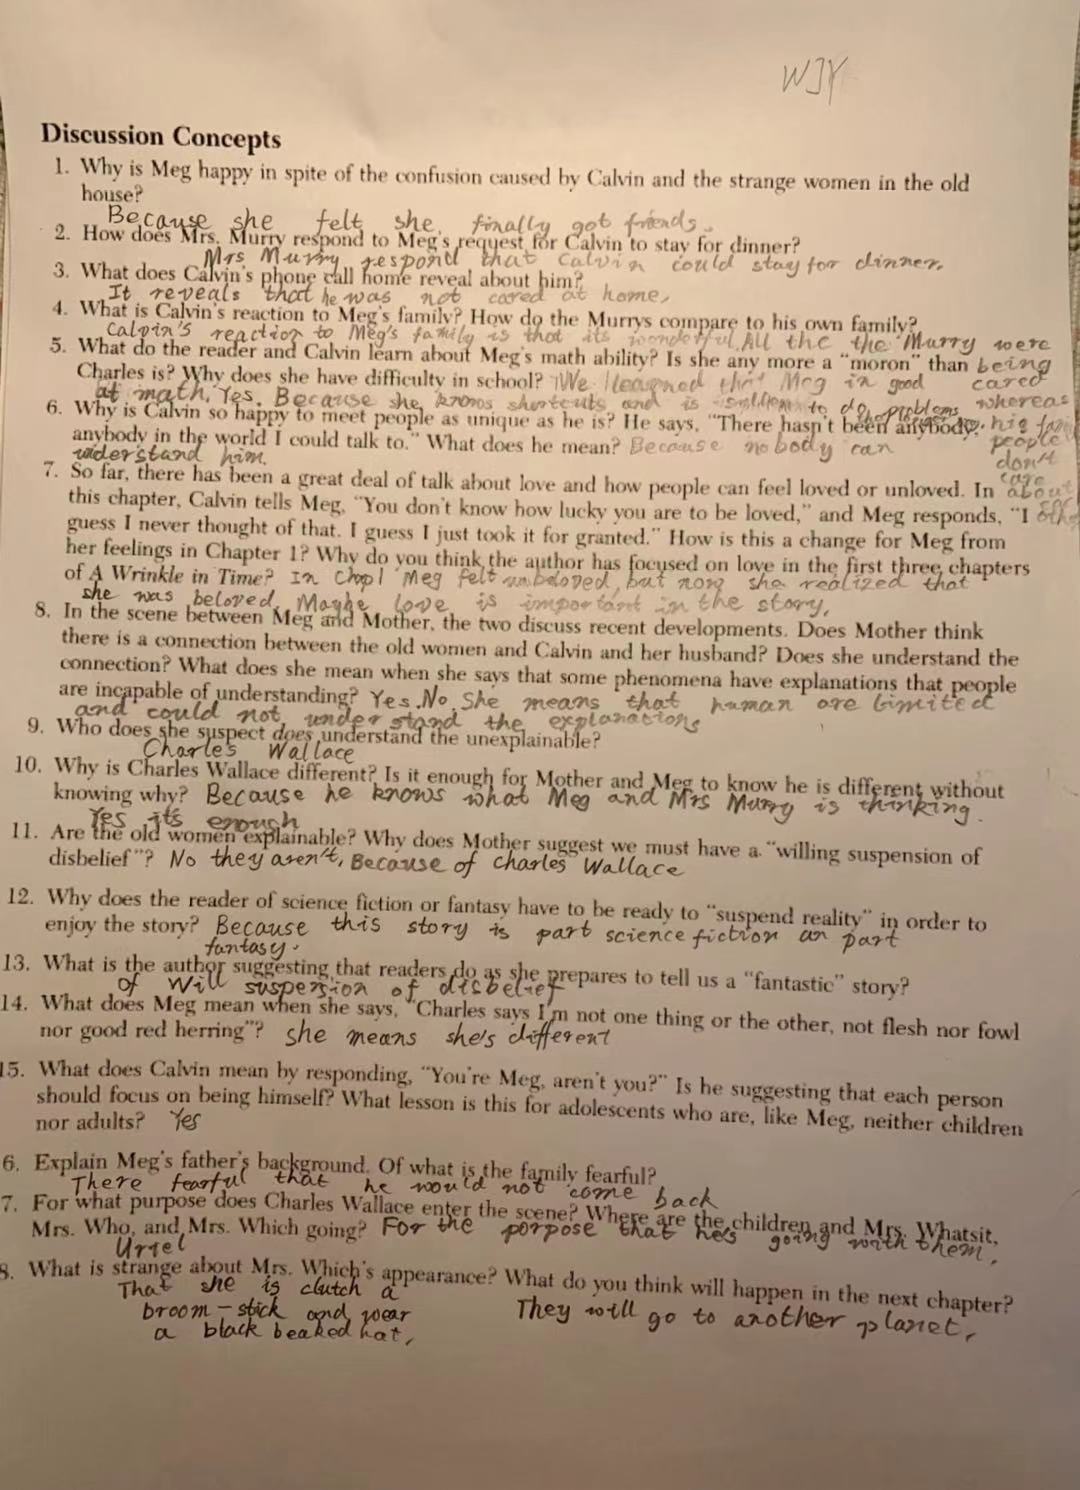 WJY
Discussion Concepts
1. Why is Meg happy in spite of the confusion caused by Calvin and the strange women in the old
house?
Because she felt she finally got friends.
2. How does Mrs. Murry respond to Meg's request for Calvin to stay for dinner?
Mrs Murry respond that Calvin could stay for dinner.
3. What does Calvin's phone call home reveal about him?
It reveals that he was not cared at home,
4. What is Calvin's reaction to Meg's family? How do the Murrys compare to his own family?
Calvin's reaction to Meg's family is that its wonderful. All the the Murry were
5. What do the reader and Calvin learn about Meg's math ability? Is she any more a "moron" than being
Charles is? Why does she have difficulty in school? We learned that Meg in good cared
at math, Yes. Because she knows shortcuts and is to do problems whereas
6. Why is Calvin so happy to meet people as unique as he is? He says, "There hasn't been anybody, his fam
anybody in the world I could talk to." What does he mean? Because nobody can people
understand him. don't
7. So far, there has been a great deal of talk about love and how people can feel loved or unloved. In care about
this chapter, Calvin tells Meg, "You don't know how lucky you are to be loved," and Meg responds, "I
guess I never thought of that. I guess I just took it for granted." How is this a change for Meg from
her feelings in Chapter 1? Why do you think the author has focused on love in the first three chapters
of A Wrinkle in Time? In Chap1 Meg felt unbeloved, but now she realized that
she was beloved. Maybe love is important in the story,
8. In the scene between Meg and Mother, the two discuss recent developments. Does Mother think
there is a connection between the old women and Calvin and her husband? Does she understand the
connection? What does she mean when she says that some phenomena have explanations that people
are incapable of understanding? Yes. No. She means that human are limited
and could not understand the explanations
9. Who does she suspect does understand the unexplainable?
Charles Wallace
10. Why is Charles Wallace different? Is it enough for Mother and Meg to know he is different without
knowing why? Because he knows what Meg and Mrs Murry is thinking.
Yes its enough
11. Are the old women explainable? Why does Mother suggest we must have a "willing suspension of
disbelief"? No they aren't, Because of charles Wallace
12. Why does the reader of science fiction or fantasy have to be ready to "suspend reality" in order to
enjoy the story? Because this story is part science fiction an part
fantasy.
13. What is the author suggesting that readers do as she prepares to tell us a "fantastic" story?
of Will suspension of disbelief
14. What does Meg mean when she says, "Charles says I'm not one thing or the other, not flesh nor fowl
nor good red herring"? she means she's different
15. What does Calvin mean by responding, "You're Meg, aren't you?" Is he suggesting that each person
should focus on being himself? What lesson is this for adolescents who are, like Meg, neither children
nor adults? Yes
6. Explain Meg's father's background. Of what is the family fearful?
There fearful that he would not come back
7. For what purpose does Charles Wallace enter the scene? Where are the children and Mrs. Whatsit,
Mrs. Who, and Mrs. Which going? For the porpose that he's going with them.
Uriel
8. What is strange about Mrs. Which's appearance? What do you think will happen in the next chapter?
That she is clutch a
broom-stick and wear They will go to another planet,
a black beaked hat,